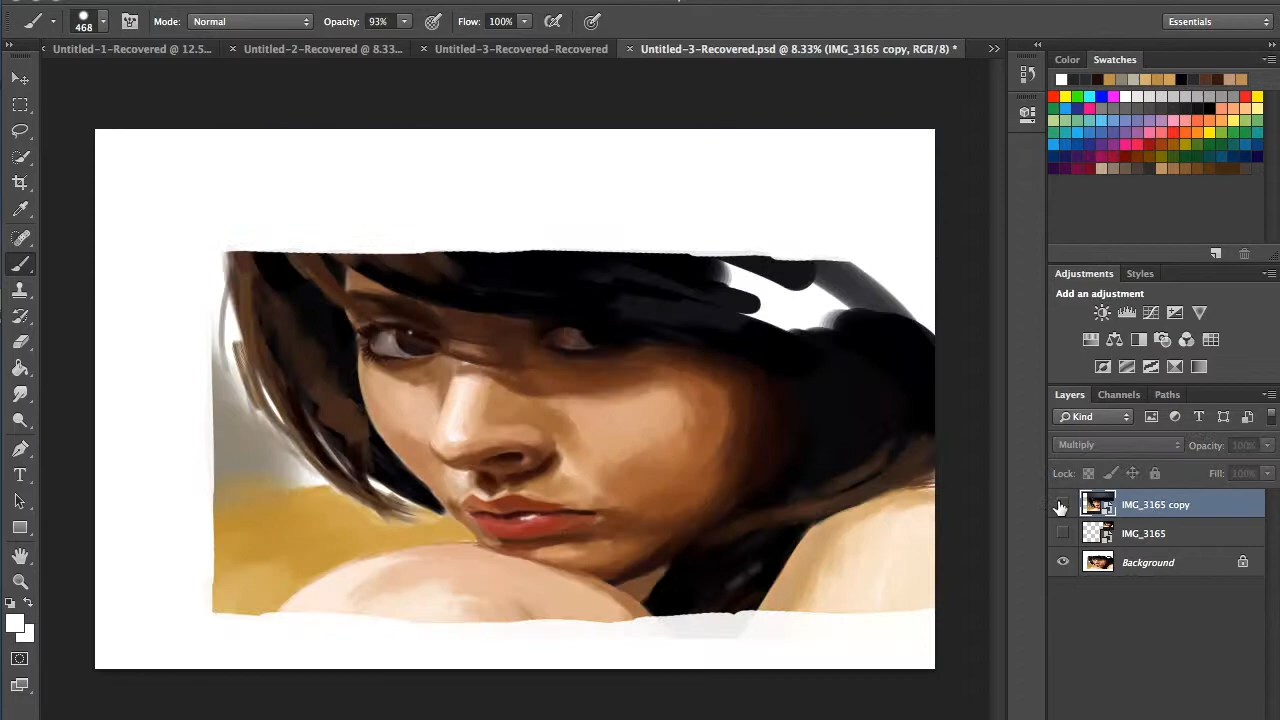 468 Mode: Normal Opacity: 93% Flow: 100% Essentials
Untitled-1-Recovered @ 12.5... Untitled-2-Recovered @ 8.33... Untitled-3-Recovered-Recovered Untitled-3-Recovered.psd @ 8.33% (IMG_3165 copy, RGB/8) *
Color Swatches
Adjustments Styles
Add an adjustment
Layers Channels Paths
Kind
Multiply Opacity: 100%
Lock: Fill: 100%
IMG_3165 copy
IMG_3165
Background